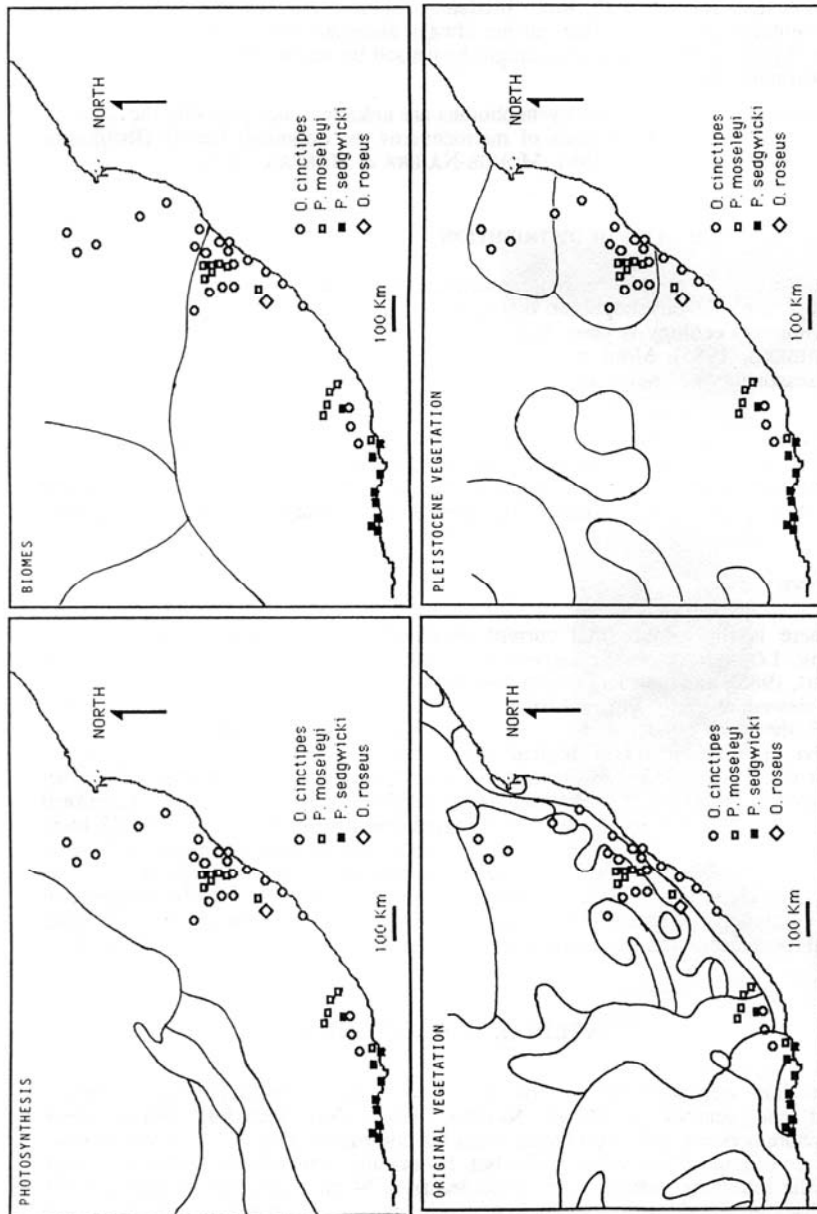 PHOTOSYNTHESIS
NORTH
O. cinctipes
P. moseleyi
P. sedgwicki
O. roseus
100 Km
BIOMES
NORTH
O. cinctipes
P. moseleyi
P. sedgwicki
O. roseus
100 Km
ORIGINAL VEGETATION
NORTH
O. cinctipes
P. moseleyi
P. sedgwicki
O. roseus
100 Km
PLEISTOCENE VEGETATION
NORTH
O. cinctipes
P. moseleyi
P. sedgwicki
O. roseus
100 Km